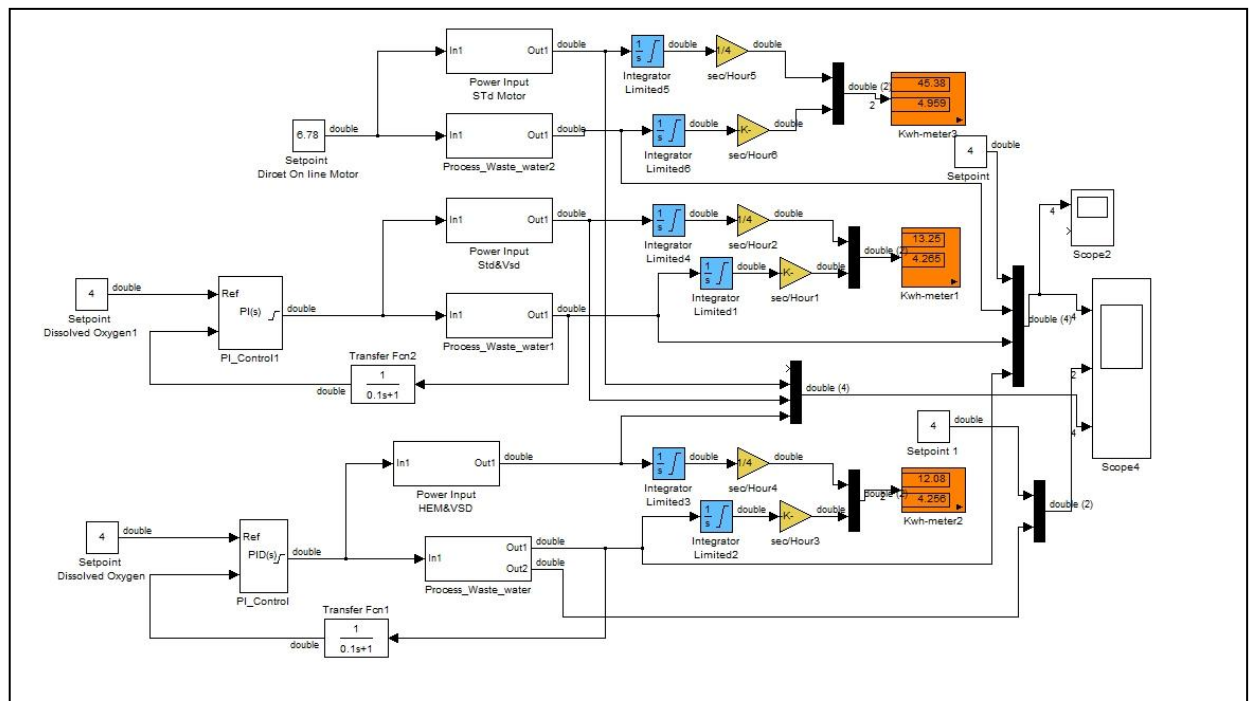 In1 Out1 double
Power Input
STd Motor
1
s
Integrator
Limited5
double
1/4
sec/Hour5
double
6.78
double
Setpoint
Dircet On line Motor
In1 Out1 double
Process_Waste_water2
1
s
Integrator
Limited6
double
-K-
sec/Hour6
double
double (2)
2
45.38
4.959
Kwh-meter3
4
double
Setpoint
In1 Out1 double
Power Input
Std&Vsd
1
s
Integrator
Limited4
double
1/4
sec/Hour2
double
1
s
Integrator
Limited1
double
-K-
sec/Hour1
double
double (2)
13.25
4.265
Kwh-meter1
4
Scope2
4
double
Setpoint
Dissolved Oxygen1
Ref
PI(s)
PI_Control1
double
In1 Out1 double
Process_Waste_water1
Transfer Fcn2
1
0.1s+1
double
double (4)
4
2
4
Scope4
double (4)
In1 Out1 double
Power Input
HEM&VSD
1
s
Integrator
Limited3
double
1/4
sec/Hour4
double
1
s
Integrator
Limited2
double
-K-
sec/Hour3
double
double (2)
2
12.08
4.256
Kwh-meter2
4
double
Setpoint 1
double (2)
4
double
Setpoint
Dissolved Oxygen
Ref
PID(s)
PI_Control
double
In1 Out1 double
Out2 double
Process_Waste_water
Transfer Fcn1
1
0.1s+1
double